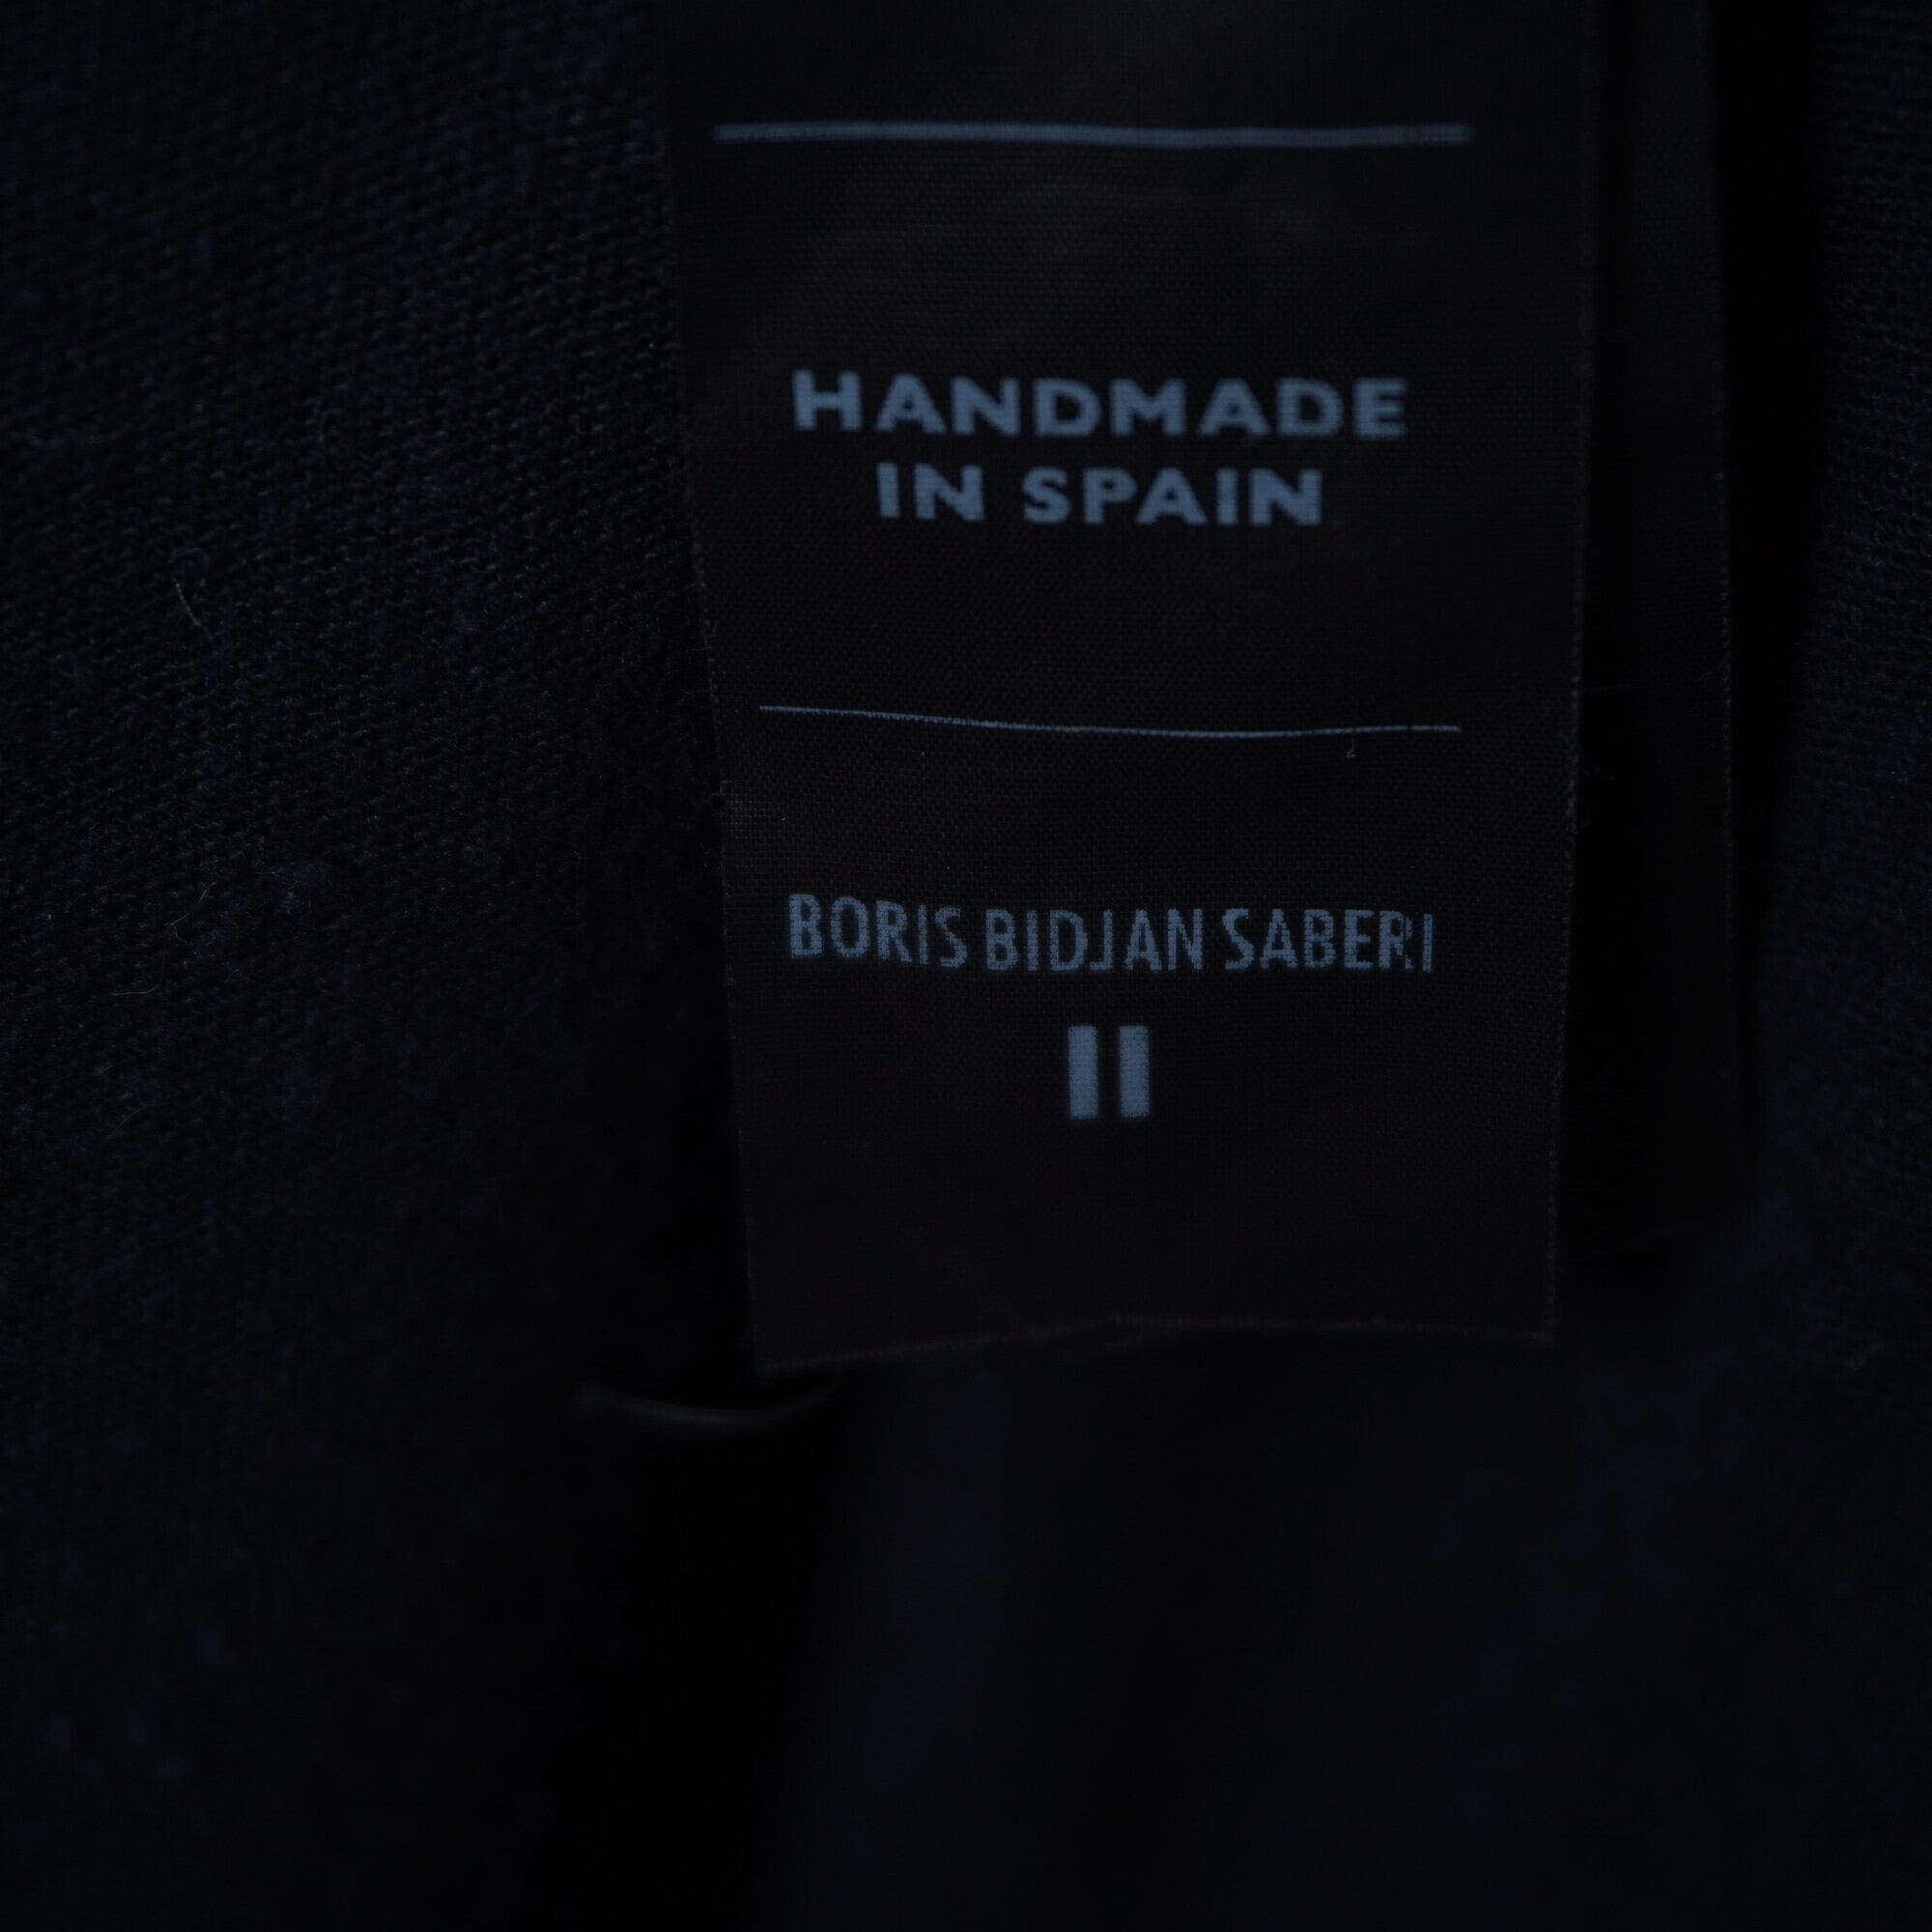 HANDMADE
IN SPAIN
BORIS BIDJAN SABERI
II